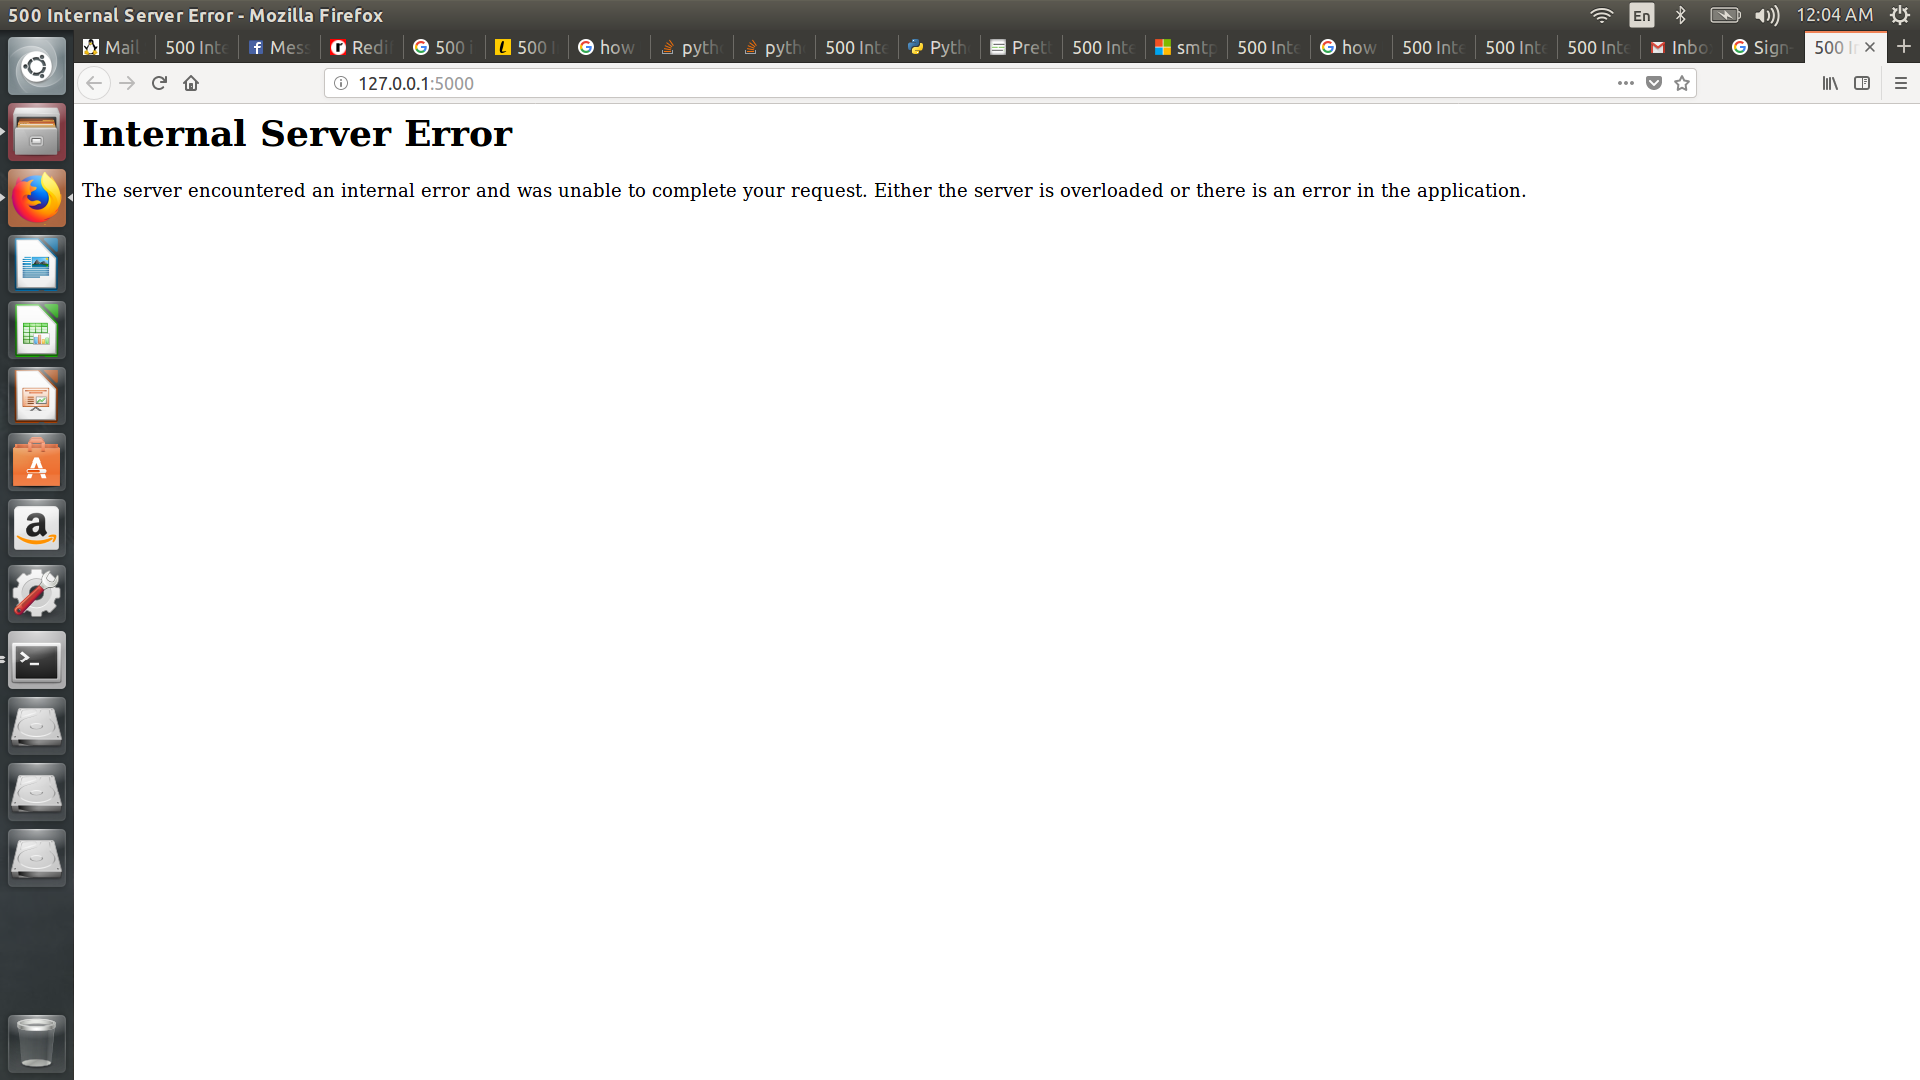 500 Internal Server Error - Mozilla Firefox
En
12:04 AM
Mail
500 Inte
Mess
Redif
500 i
500 I
how
pyth
pyth
500 Inte
Pyth
Prett
500 Inte
smtp
500 Inte
how
500 Inte
500 Inte
500 Inte
Inbo
Sign
500 In
127.0.0.1:5000
Internal Server Error
The server encountered an internal error and was unable to complete your request. Either the server is overloaded or there is an error in the application.